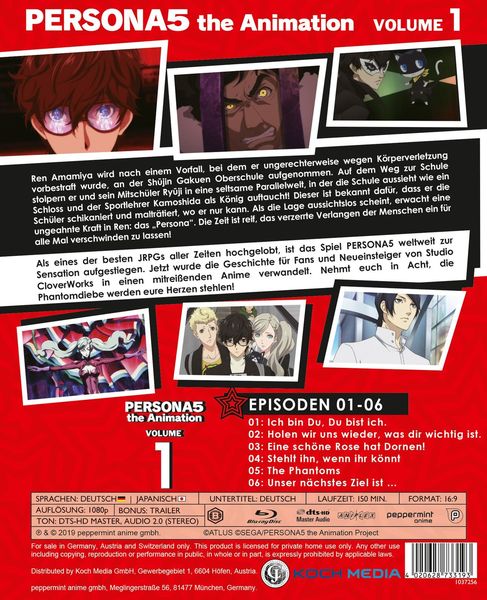 PERSONA5 the Animation VOLUME 1
Ren Amamiya wird nach einem Vorfall, bei dem er ungerechterweise wegen Körperverletzung
vorbestraft wurde, an der Shūjin Gakuen Oberschule aufgenommen. Auf dem Weg zur Schule
stolpern er und sein Mitschüler Ryūji in eine seltsame Parallelwelt, in der die Schule aussieht wie ein
Schloss und der Sportlehrer Kamoshida als König auftaucht! Dieser ist bekannt dafür, dass er die
Schüler schikaniert und malträtiert, wo er nur kann. Als die Lage aussichtslos scheint, erwacht eine
ungeahnte Kraft in Ren: das „Persona“. Die Zeit ist reif, das verzerrte Verlangen der Menschen ein für
alle Mal verschwinden zu lassen!
Als eines der besten JRPGs aller Zeiten hochgelobt, ist das Spiel PERSONA5 weltweit zur
Sensation aufgestiegen. Jetzt wurde die Geschichte für Fans und Neueinsteiger von Studio
CloverWorks in einen mitreißenden Anime verwandelt. Nehmt euch in Acht, die
Phantomdiebe werden eure Herzen stehlen!
PERSONA5
the Animation
VOLUME
1
EPISODEN 01-06
01: Ich bin Du, Du bist ich.
02: Holen wir uns wieder, was dir wichtig ist.
03: Eine schöne Rose hat Dornen!
04: Stehlt ihn, wenn ihr könnt
05: The Phantoms
06: Unser nächstes Ziel ist ...
SPRACHEN: DEUTSCH | JAPANISCH UNTERTITEL: DEUTSCH LAUFZEIT: 150 MIN. FORMAT: 16:9
AUFLÖSUNG: 1080p BONUS: TRAILER
TON: DTS-HD MASTER, AUDIO 2.0 (STEREO)
Blu-ray Disc dts-HD Master Audio ANIPLEX peppermint anime
℗ & © 2019 peppermint anime gmbh. ©ATLUS ©SEGA/PERSONA5 the Animation Project
For sale in Germany, Austria and Switzerland only. This product is licensed for private home use only. Any other use
including copying, reproduction or performance in public, in whole or in part, is expressly prohibited by applicable laws.
Distributed by Koch Media GmbH, Gewerbegebiet 1, 6604 Höfen, Austria.
peppermint anime gmbh, Meglingerstraße 56, 81477 München, Germany.
KOCH MEDIA
4 020628 733193
1037256